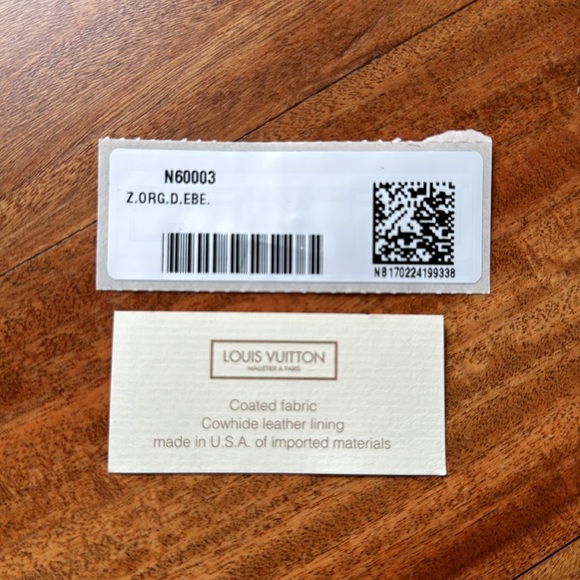 N60003
Z.ORG.D.EBE.
NB170224199338
LOUIS VUITTON
MALLETIER À PARIS
Coated fabric
Cowhide leather lining
made in U.S.A. of imported materials